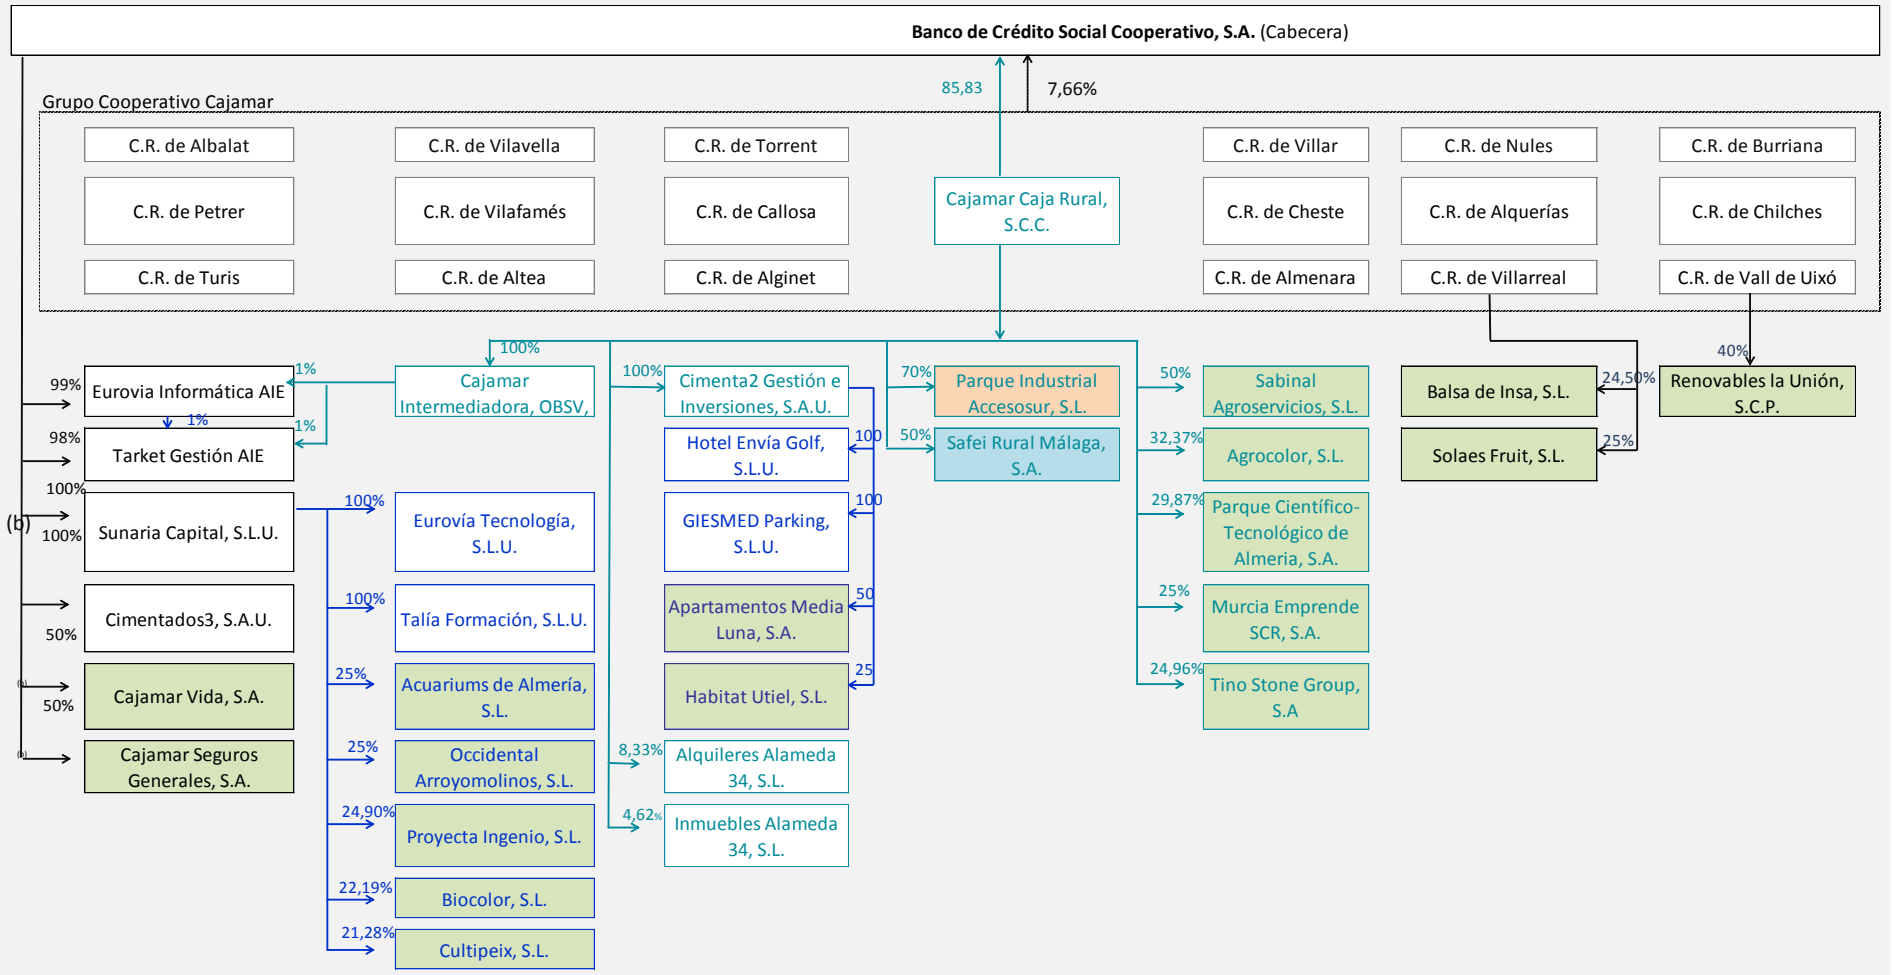 Banco de Crédito Social Cooperativo, S.A. (Cabecera)
85,83
7,66%
Grupo Cooperativo Cajamar
C.R. de Albalat
C.R. de Vilavella
C.R. de Torrent
C.R. de Villar
C.R. de Nules
C.R. de Burriana
C.R. de Petrer
C.R. de Vilafamés
C.R. de Callosa
Cajamar Caja Rural,
S.C.C.
C.R. de Cheste
C.R. de Alquerías
C.R. de Chilches
C.R. de Turis
C.R. de Altea
C.R. de Alginet
C.R. de Almenara
C.R. de Villarreal
C.R. de Vall de Uixó
99%
Eurovia Informática AIE
1%
1%
98%
Tarket Gestión AIE
1%
100%
(b)
100%
Sunaria Capital, S.L.U.
Cimentados3, S.A.U.
50%
(b)
Cajamar Vida, S.A.
50%
(b)
Cajamar Seguros
Generales, S.A.
100%
Cajamar
Intermediadora, OBSV,
100%
Eurovía Tecnología,
S.L.U.
100%
Talía Formación, S.L.U.
25%
Acuariums de Almería,
S.L.
25%
Occidental
Arroyomolinos, S.L.
24,90%
Proyecta Ingenio, S.L.
22,19%
Biocolor, S.L.
21,28%
Cultipeix, S.L.
100%
Cimenta2 Gestión e
Inversiones, S.A.U.
Hotel Envía Golf,
S.L.U.
100
GIESMED Parking,
S.L.U.
100
Apartamentos Media
Luna, S.A.
50
Habitat Utiel, S.L.
25
8,33%
Alquileres Alameda
34, S.L.
4,62%
Inmuebles Alameda
34, S.L.
70%
Parque Industrial
Accesosur, S.L.
50%
Safei Rural Málaga,
S.A.
50%
Sabinal
Agroservicios, S.L.
32,37%
Agrocolor, S.L.
29,87%
Parque Científico-
Tecnológico de
Almeria, S.A.
25%
Murcia Emprende
SCR, S.A.
24,96%
Tino Stone Group,
S.A
Balsa de Insa, S.L.
24,50%
Solaes Fruit, S.L.
25%
40%
Renovables la Unión,
S.C.P.